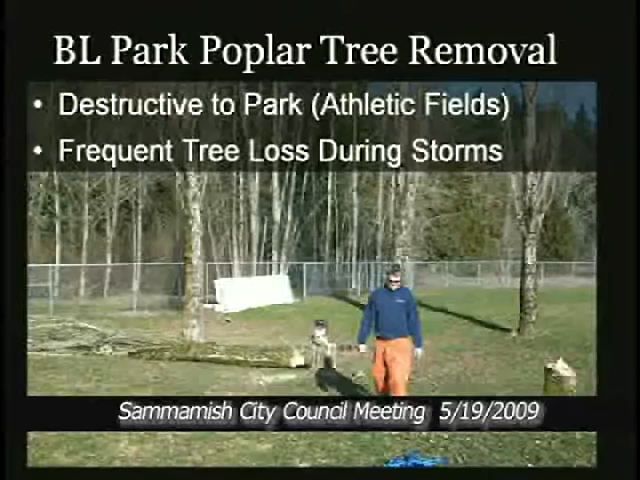 BL Park Poplar Tree Removal
• Destructive to Park (Athletic Fields)
• Frequent Tree Loss During Storms
Sammamish City Council Meeting 5/19/2009